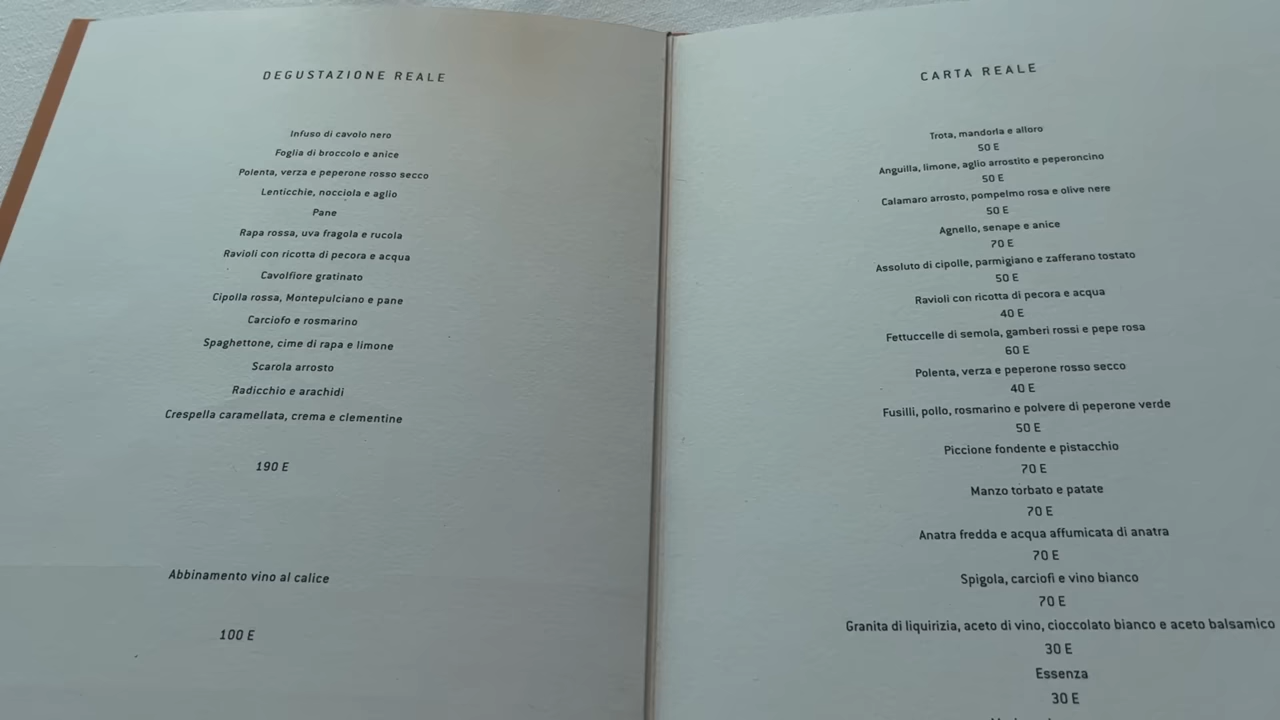 DEGUSTAZIONE REALE
Infuso di cavolo nero
Foglia di broccolo e anice
Polenta, verza e peperone rosso secco
Lenticchie, nocciola e aglio
Pane
Rapa rossa, uva fragola e rucola
Ravioli con ricotta di pecora e acqua
Cavolfiore gratinato
Cipolla rossa, Montepulciano e pane
Carciofo e rosmarino
Spaghettone, cime di rapa e limone
Scarola arrosto
Radicchio e arachidi
Crespella caramellata, crema e clementine
190 E
Abbinamento vino al calice
100 E
CARTA REALE
Trota, mandorla e alloro
50 E
Anguilla, limone, aglio arrostito e peperoncino
50 E
Calamaro arrosto, pompelmo rosa e olive nere
50 E
Agnello, senape e anice
70 E
Assoluto di cipolle, parmigiano e zafferano tostato
50 E
Ravioli con ricotta di pecora e acqua
40 E
Fettuccelle di semola, gamberi rossi e pepe rosa
60 E
Polenta, verza e peperone rosso secco
40 E
Fusilli, pollo, rosmarino e polvere di peperone verde
50 E
Piccione fondente e pistacchio
70 E
Manzo torbato e patate
70 E
Anatra fredda e acqua affumicata di anatra
70 E
Spigola, carciofi e vino bianco
70 E
Granita di liquirizia, aceto di vino, cioccolato bianco e aceto balsamico
30 E
Essenza
30 E